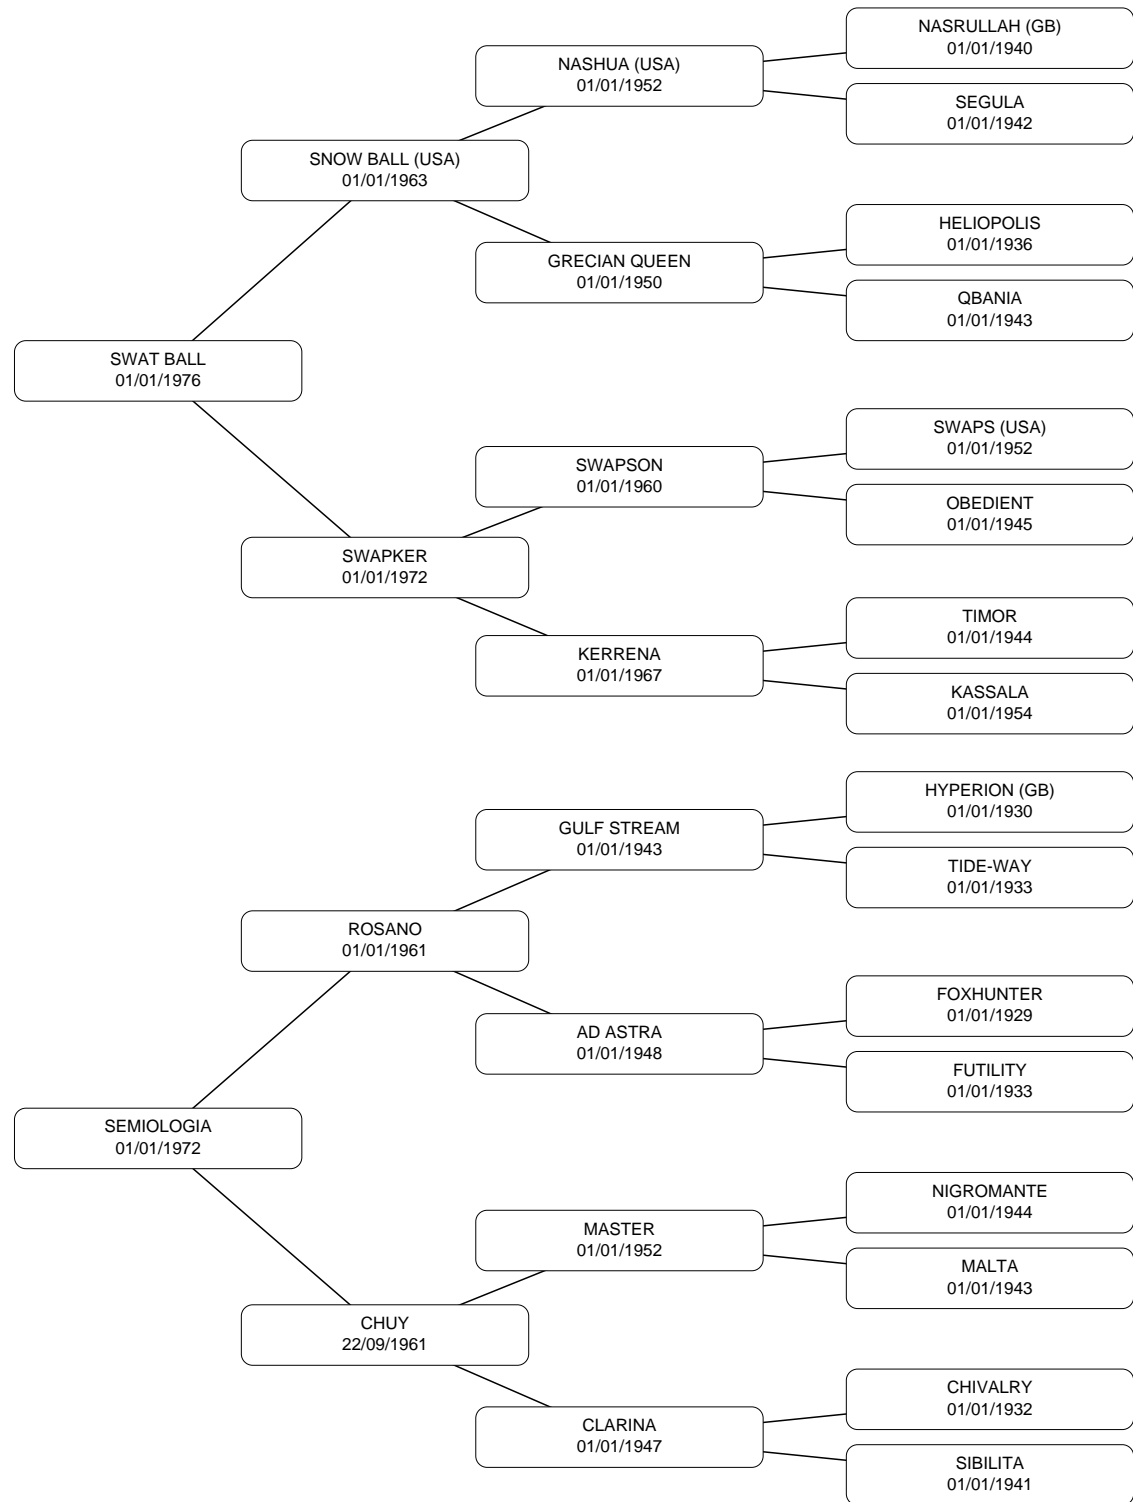 NASRULLAH (GB)
01/01/1940
NASHUA (USA)
01/01/1952
SEGULA
01/01/1942
SNOW BALL (USA)
01/01/1963
HELIOPOLIS
01/01/1936
GRECIAN QUEEN
01/01/1950
QBANIA
01/01/1943
SWAT BALL
01/01/1976
SWAPS (USA)
01/01/1952
SWAPSON
01/01/1960
OBEDIENT
01/01/1945
SWAPKER
01/01/1972
TIMOR
01/01/1944
KERRENA
01/01/1967
KASSALA
01/01/1954
HYPERION (GB)
01/01/1930
GULF STREAM
01/01/1943
TIDE-WAY
01/01/1933
ROSANO
01/01/1961
FOXHUNTER
01/01/1929
AD ASTRA
01/01/1948
FUTILITY
01/01/1933
SEMIOLOGIA
01/01/1972
NIGROMANTE
01/01/1944
MASTER
01/01/1952
MALTA
01/01/1943
CHUY
22/09/1961
CHIVALRY
01/01/1932
CLARINA
01/01/1947
SIBILITA
01/01/1941